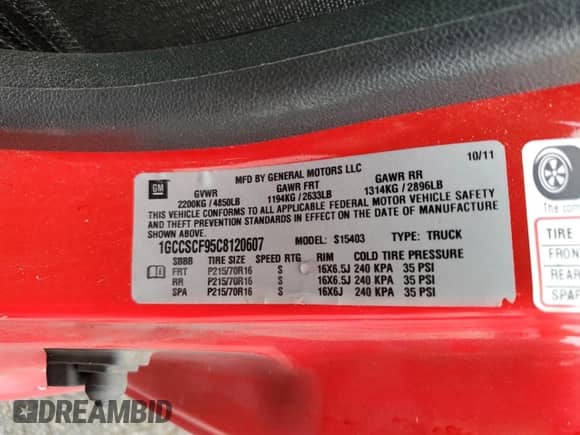 MFD BY GENERAL MOTORS LLC 10/11
GM
GVWR GAWR FRT GAWR RR
2200KG / 4850LB 1194KG / 2633LB 1314KG / 2896LB
THIS VEHICLE CONFORMS TO ALL APPLICABLE FEDERAL MOTOR VEHICLE SAFETY
AND THEFT PREVENTION STANDARDS IN EFFECT ON THE DATE OF
1GCCSCF95C8120607 MODEL: S15403 TYPE: TRUCK
SBBB TIRE SIZE SPEED RTG RIM COLD TIRE PRESSURE
FRT P215/70R16 S 16X6.5J 240 KPA 35 PSI
RR P215/70R16 S 16X6.5J 240 KPA 35 PSI
SPA P215/70R16 S 16X6J 240 KPA 35 PSI
The com
TIRE
FRON
REAR
SPAR
DREAMBID